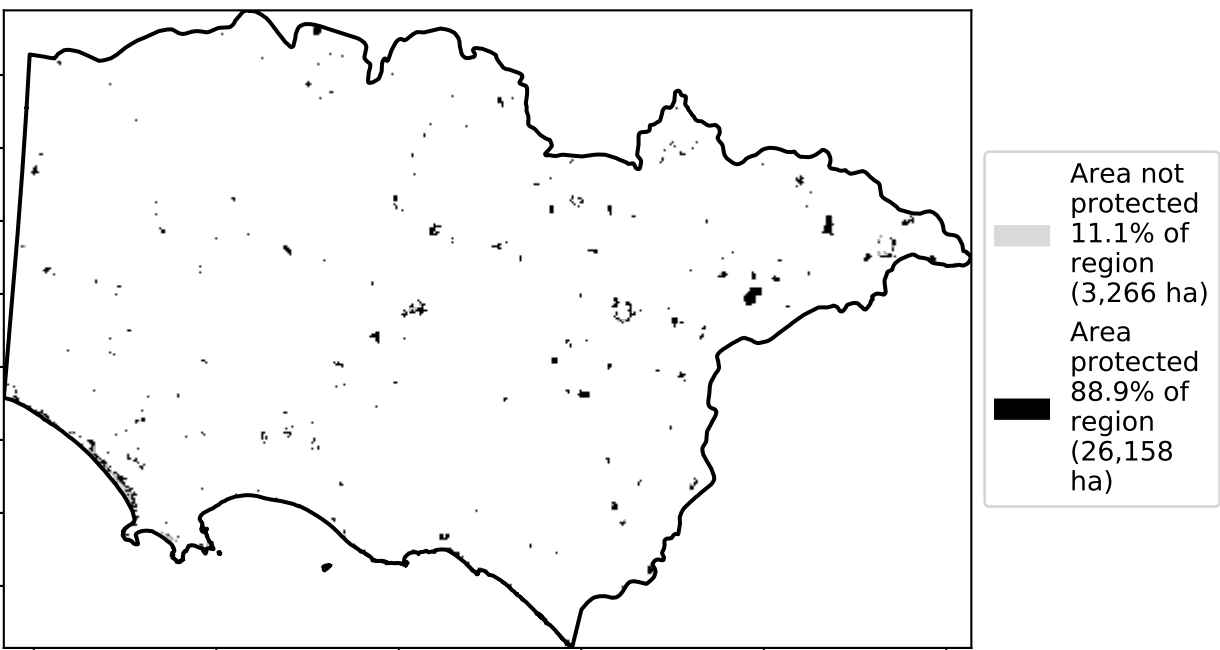 Area not
protected
11.1% of
region
(3,266 ha)
Area
protected
88.9% of
region
(26,158
ha)